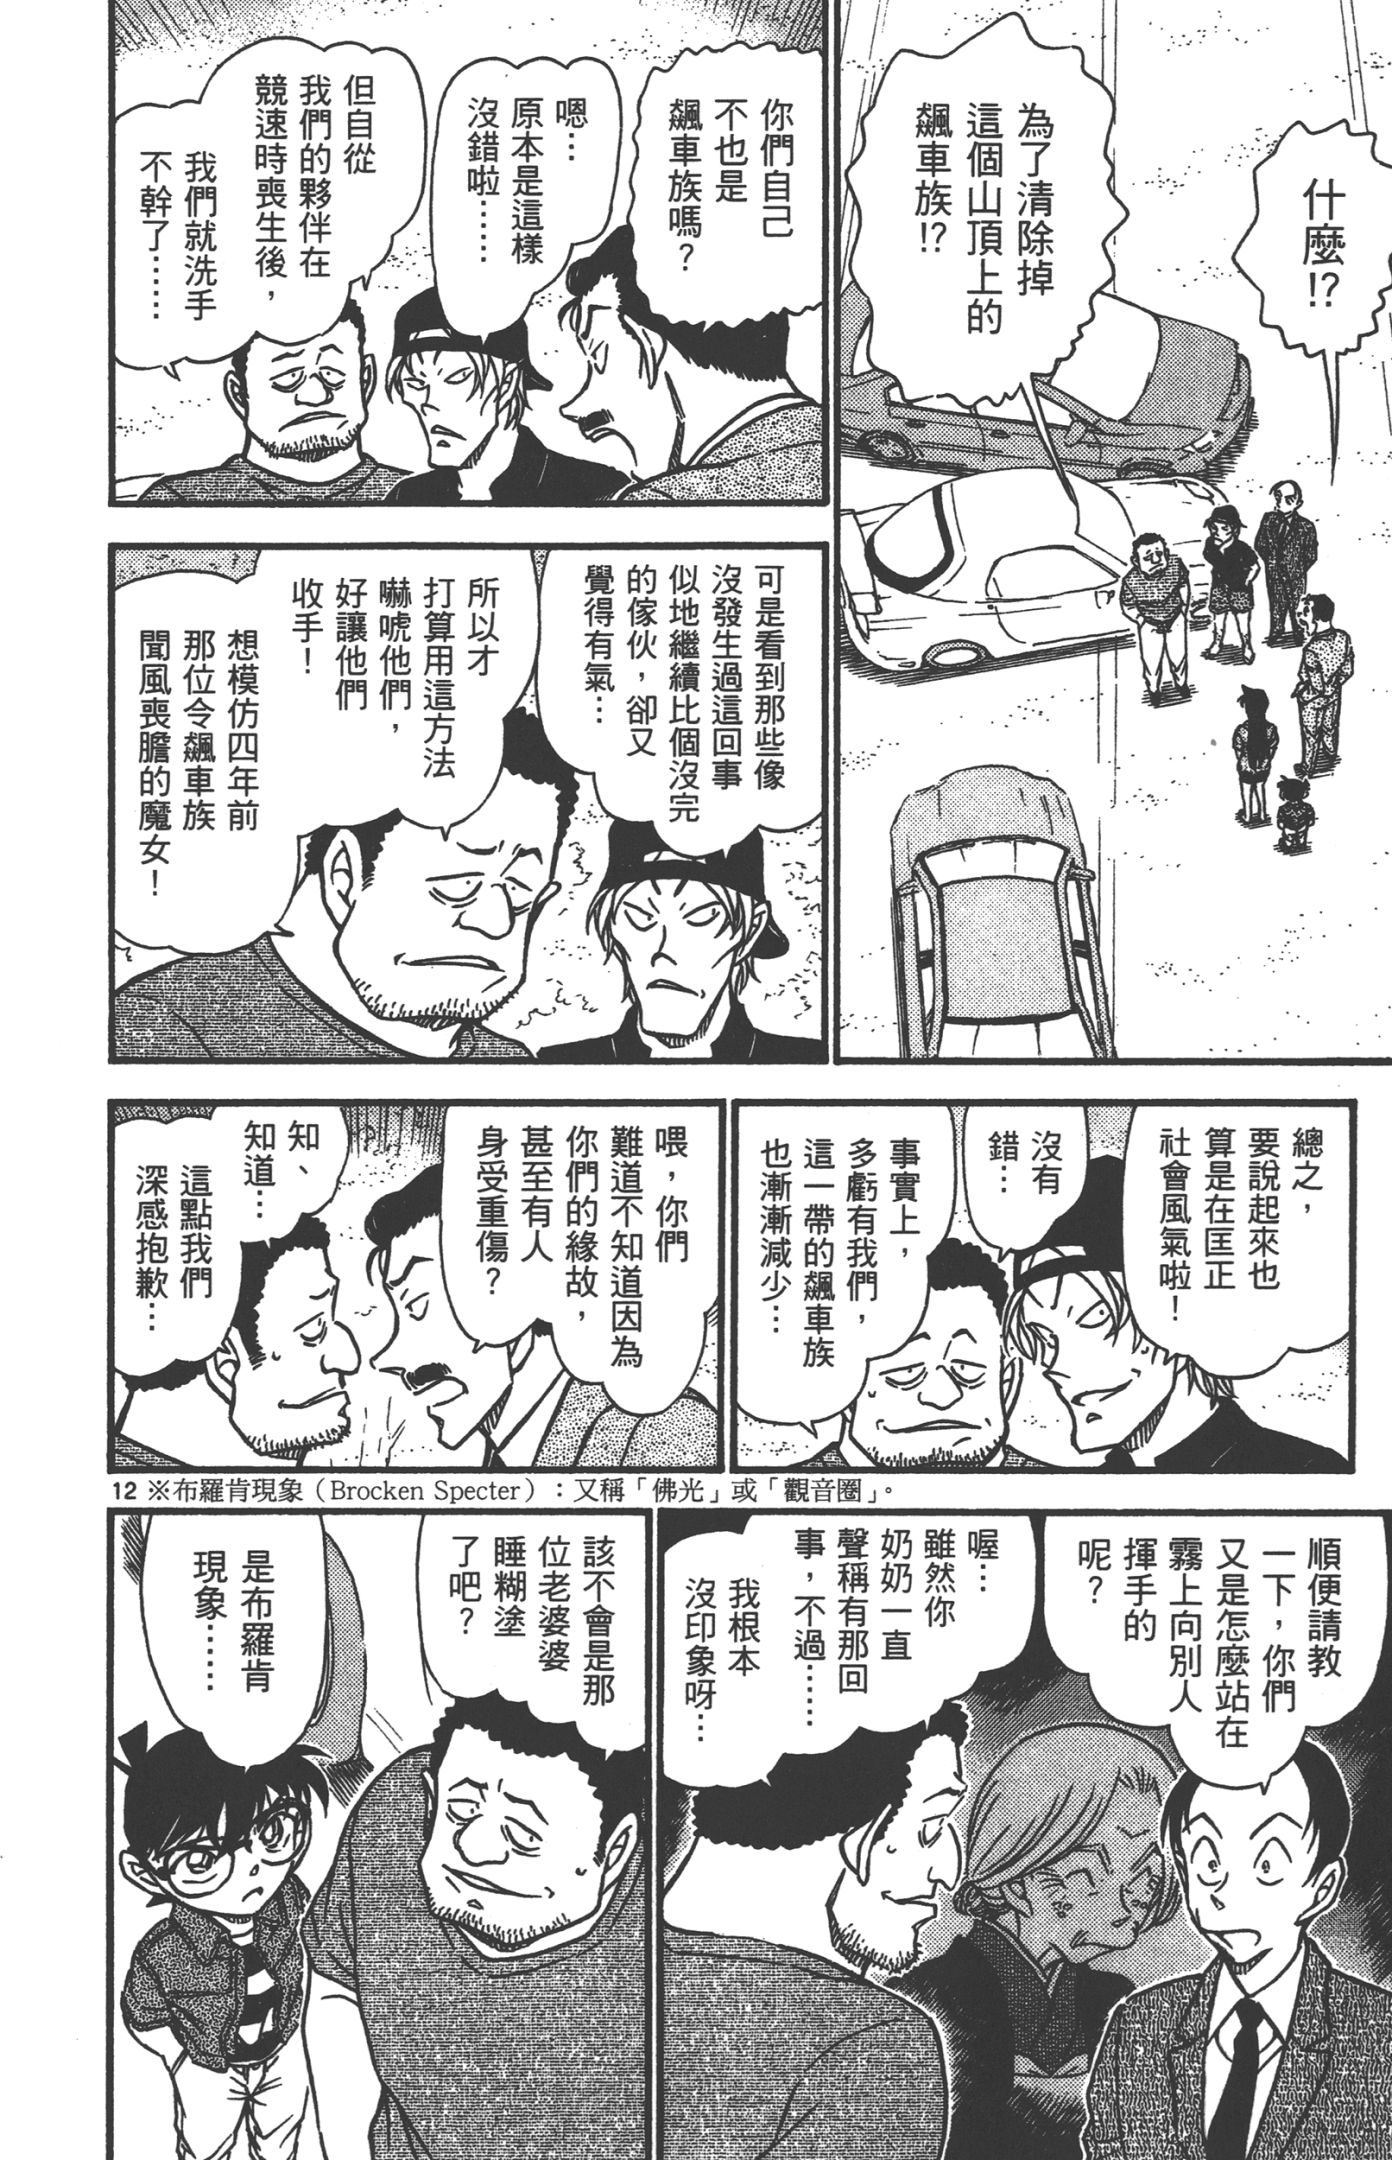 什麼!?
為了清除掉
這個山頂上的
飆車族!?
你們自己
不也是
飆車族嗎？
嗯…
原本是這樣
沒錯啦……
但自從
我們的夥伴在
競速時喪生後，
我們就洗手
不幹了……
可是看到那些像
沒發生過這回事
似地繼續比個沒完
的傢伙，卻又
覺得有氣…
所以才
打算用這方法
嚇唬他們，
好讓他們
收手！
想模仿四年前
那位令飆車族
聞風喪膽的魔女！
總之，
要說起來也
算是在匡正
社會風氣啦！
沒有
錯…
事實上，
多虧有我們，
這一帶的飆車族
也漸漸減少…
喂，你們
難道不知道因為
你們的緣故，
甚至有人
身受重傷？
知、
知道…
這點我們
深感抱歉…
12 ※布羅肯現象（Brocken Specter）：又稱「佛光」或「觀音圈」。
順便請教
一下，你們
又是怎麼站在
霧上向別人
揮手的
呢？
喔…
雖然你
奶奶一直
聲稱有那回
事，不過……
我根本
沒印象呀…
該不會是那
位老婆婆
睡糊塗
了吧？
是布羅肯
現象……